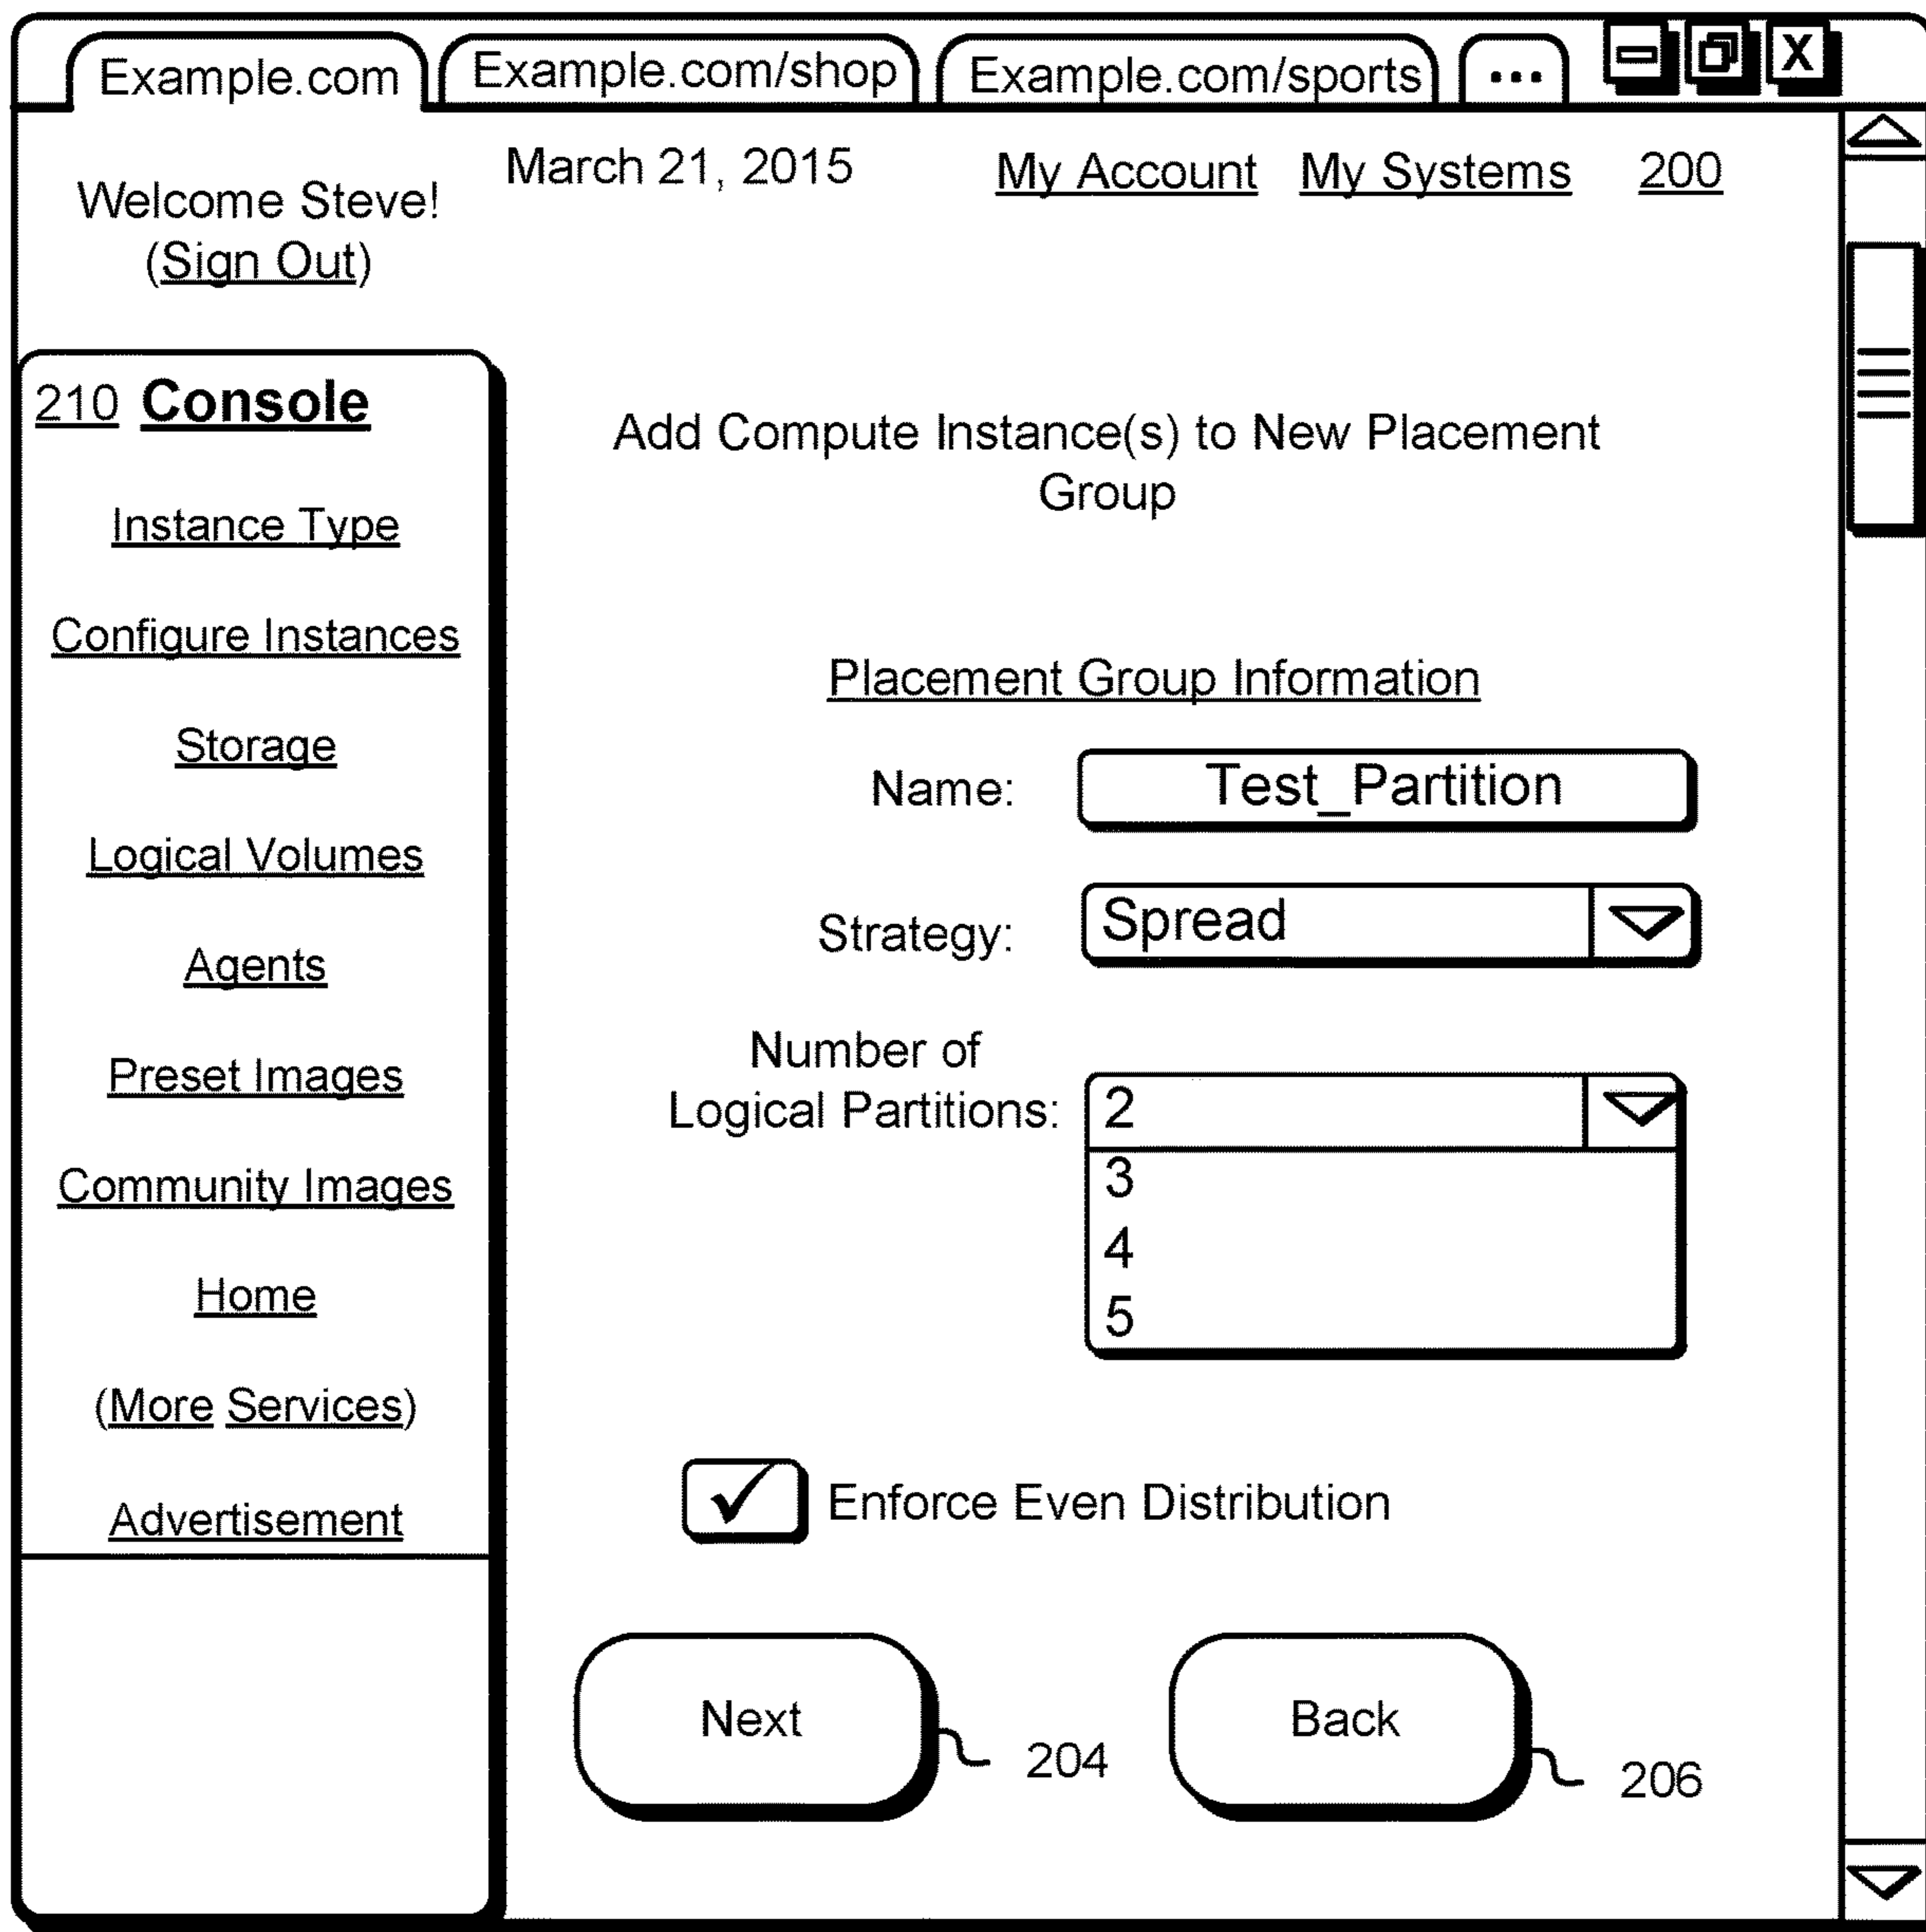 Example.com
Example.com/shop
Example.com/sports
...
X
March 21, 2015
My Account
My Systems
200
Welcome Steve!
(Sign Out)
210 Console
Instance Type
Configure Instances
Storage
Logical Volumes
Agents
Preset Images
Community Images
Home
(More Services)
Advertisement
Add Compute Instance(s) to New Placement
Group
Placement Group Information
Name: Test_Partition
Strategy: Spread
Number of
Logical Partitions: 2
3
4
5
✓ Enforce Even Distribution
Next
204
Back
206